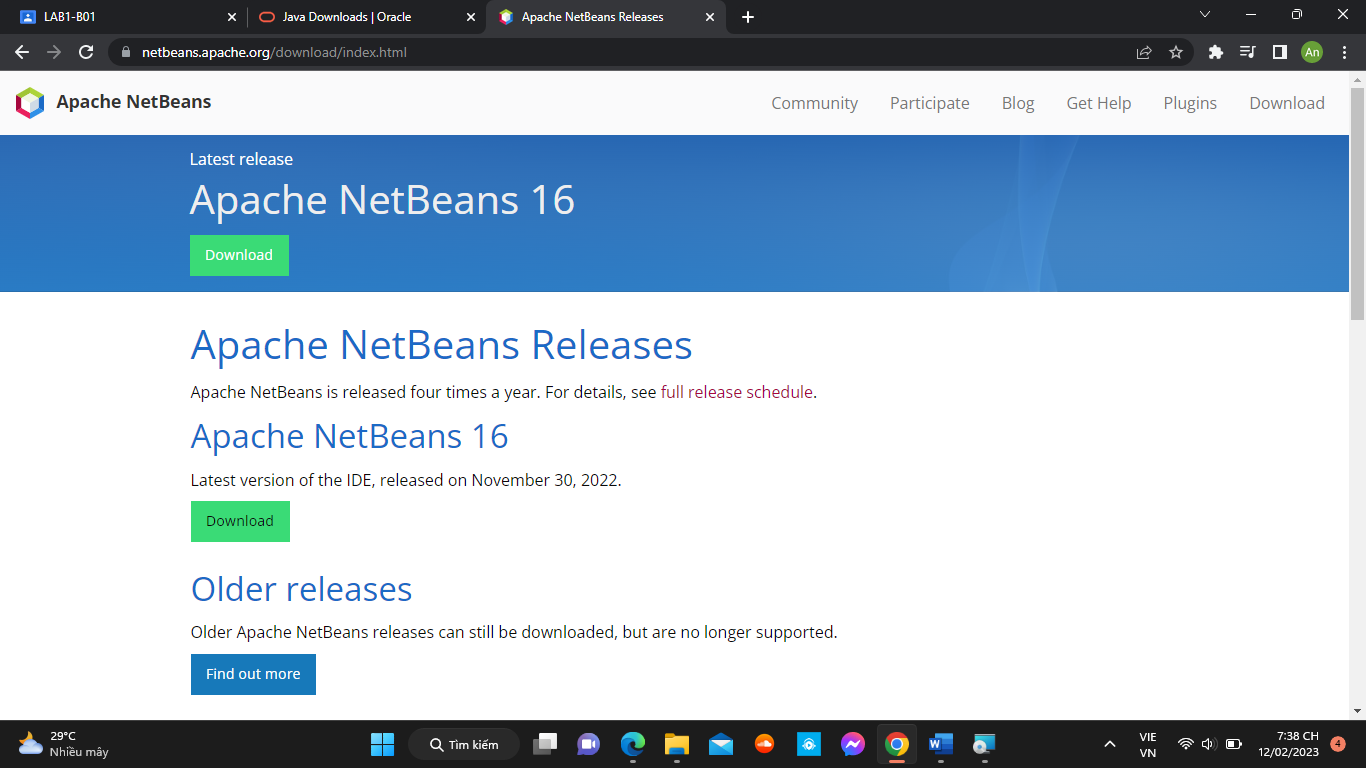 LAB1-B01
Java Downloads | Oracle
Apache NetBeans Releases
netbeans.apache.org/download/index.html
An
Apache NetBeans
Community Participate Blog Get Help Plugins Download
Latest release
Apache NetBeans 16
Download
Apache NetBeans Releases
Apache NetBeans is released four times a year. For details, see full release schedule.
Apache NetBeans 16
Latest version of the IDE, released on November 30, 2022.
Download
Older releases
Older Apache NetBeans releases can still be downloaded, but are no longer supported.
Find out more
29°C
Nhiều mây
Tìm kiếm
VIE
VN
7:38 CH
12/02/2023
4